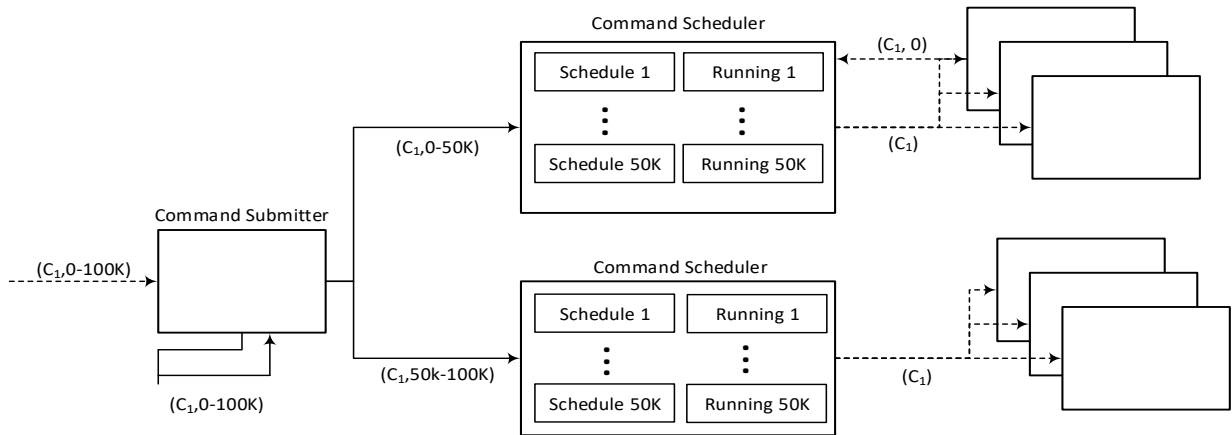 Command Scheduler
(C₁, 0)
Schedule 1
Running 1
(C₁,0-50K)
(C₁)
Schedule 50K
Running 50K
Command Submitter
(C₁,0-100K)
Command Scheduler
Schedule 1
Running 1
(C₁,50k-100K)
(C₁)
(C₁,0-100K)
Schedule 50K
Running 50K